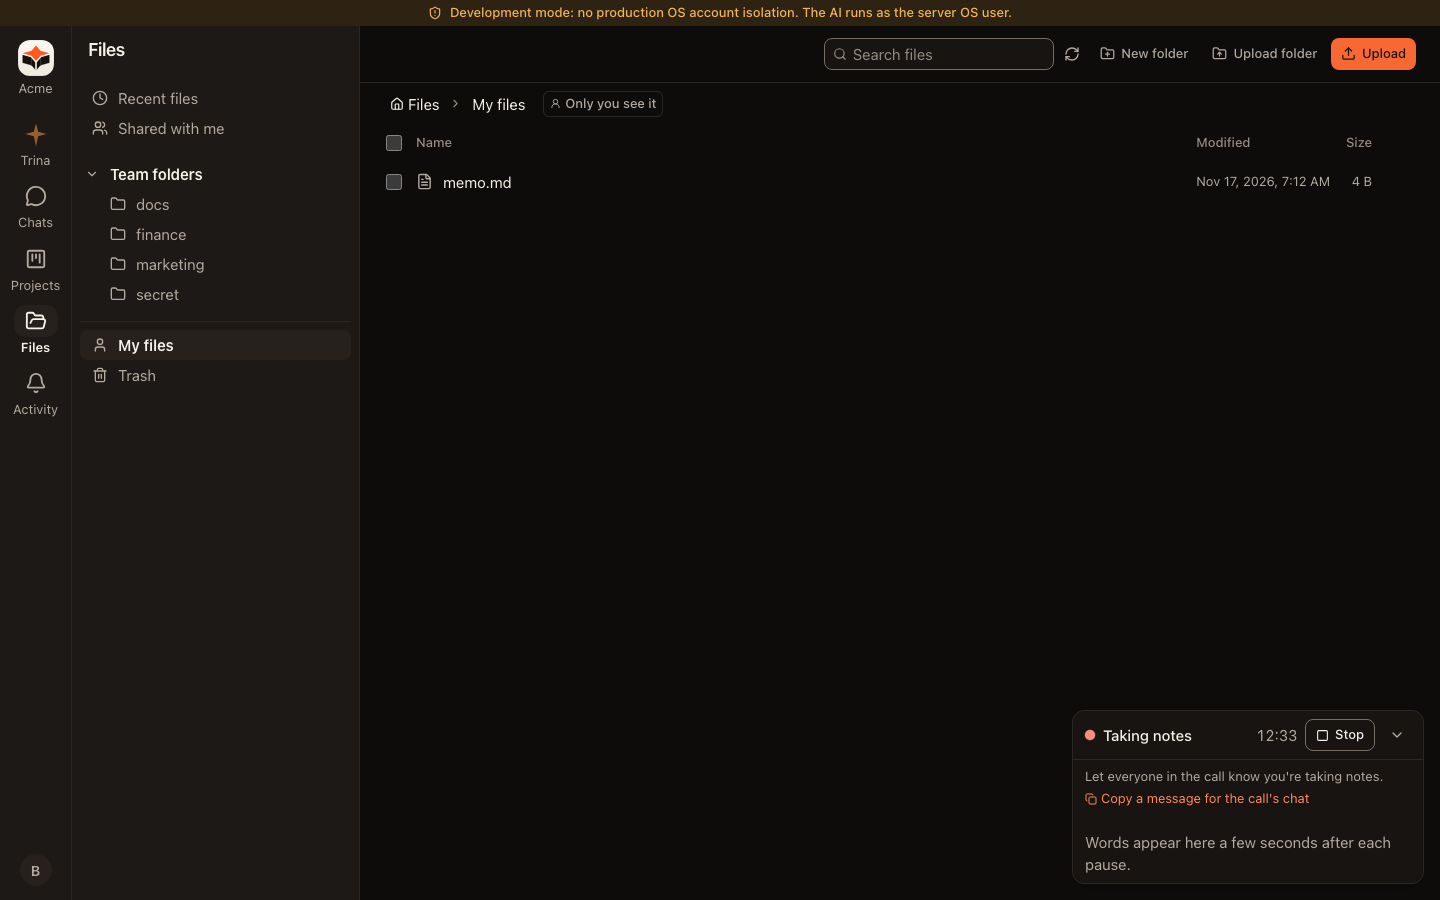 Development mode: no production OS account isolation. The AI runs as the server OS user.
Acme
Trina
Chats
Projects
Files
Activity
B
Files
Recent files
Shared with me
Team folders
docs
finance
marketing
secret
My files
Trash
Search files
New folder
Upload folder
Upload
Files
My files
Only you see it
Name Modified Size
memo.md Nov 17, 2026, 7:12 AM 4 B
Taking notes 12:33 Stop
Let everyone in the call know you're taking notes.
Copy a message for the call's chat
Words appear here a few seconds after each
pause.